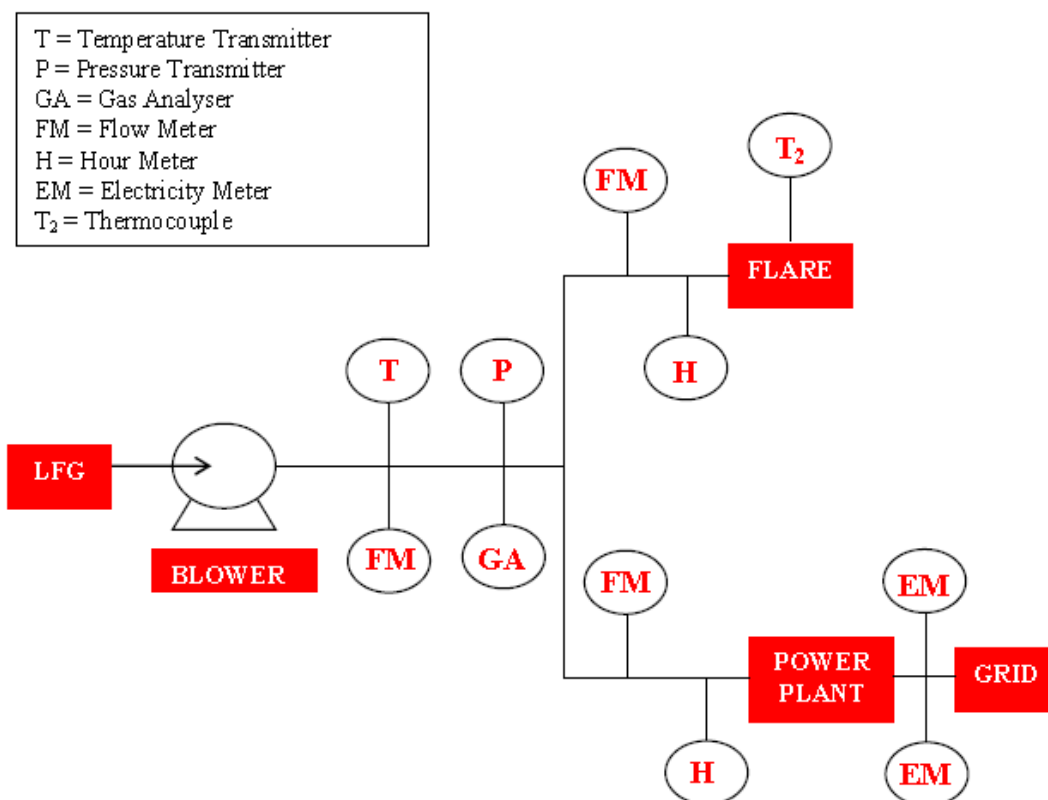 T = Temperature Transmitter
P = Pressure Transmitter
GA = Gas Analyser
FM = Flow Meter
H = Hour Meter
EM = Electricity Meter
T₂ = Thermocouple
T₂
FM
FLARE
H
T
P
LFG
BLOWER
FM
GA
FM
EM
POWER
PLANT
GRID
H
EM